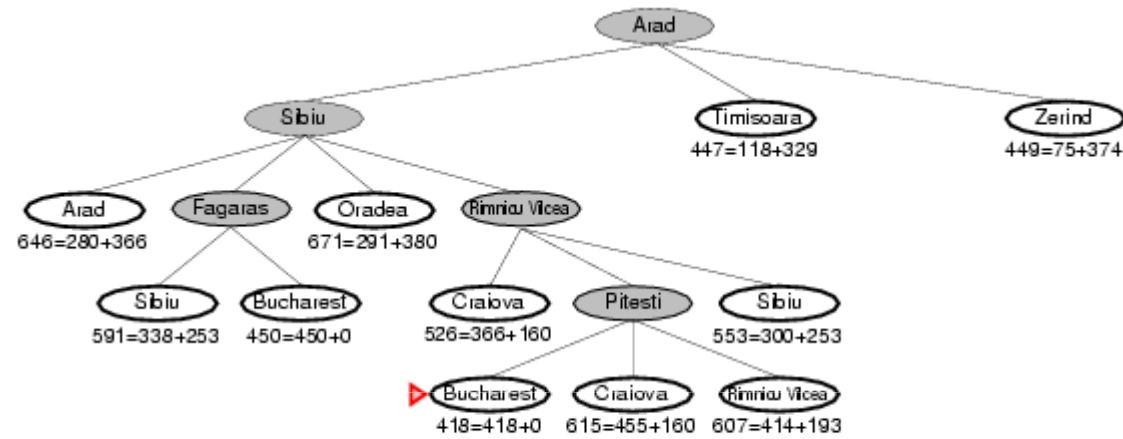 Arad
Sibiu
Timisoara
Zerind
447=118+329
449=75+374
Arad
Fagaras
Oradea
Rimnicu Vilcea
646=280+366
671=291+380
Sibiu
Bucharest
Craiova
Pitesti
Sibiu
591=338+253
450=450+0
526=366+160
553=300+253
Bucharest
Craiova
Rimnicu Vilcea
418=418+0
615=455+160
607=414+193